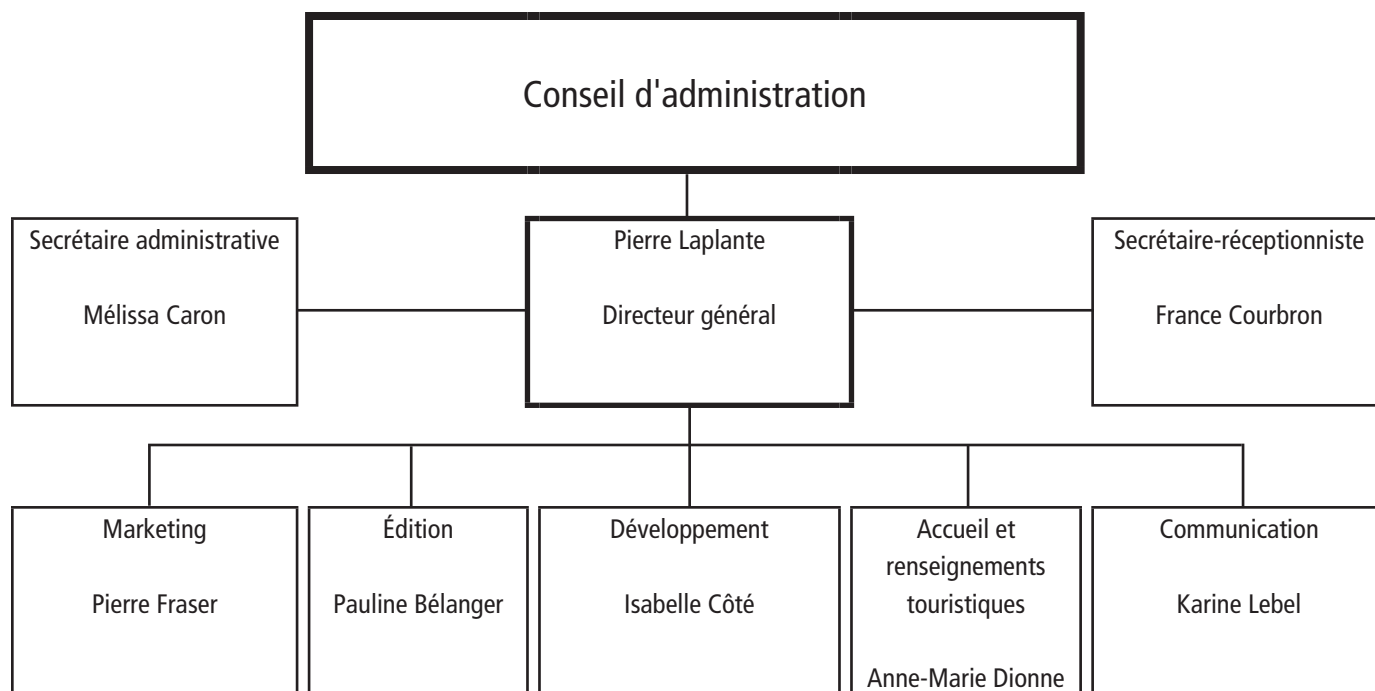 Conseil d'administration
Secrétaire administrative
Mélissa Caron
Pierre Laplante
Directeur général
Secrétaire-réceptionniste
France Courbron
Marketing
Pierre Fraser
Édition
Pauline Bélanger
Développement
Isabelle Côté
Accueil et
renseignements
touristiques
Anne-Marie Dionne
Communication
Karine Lebel